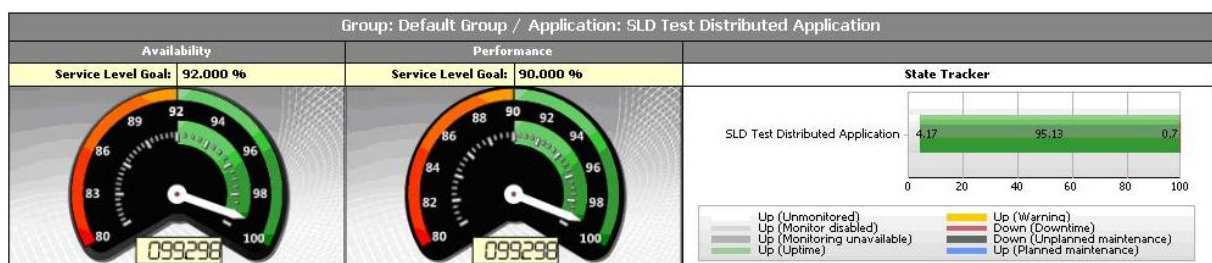 Group: Default Group / Application: SLD Test Distributed Application
Availability
Performance
Service Level Goal: 92.000 %
Service Level Goal: 90.000 %
State Tracker
80
83
86
89
92
94
96
98
100
099298
80
82
84
86
88
90
92
94
96
98
100
099298
SLD Test Distributed Application
4.17 95.13 0.7
0 20 40 60 80 100
Up (Unmonitored)
Up (Monitor disabled)
Up (Monitoring unavailable)
Up (Uptime)
Up (Warning)
Down (Downtime)
Down (Unplanned maintenance)
Up (Planned maintenance)